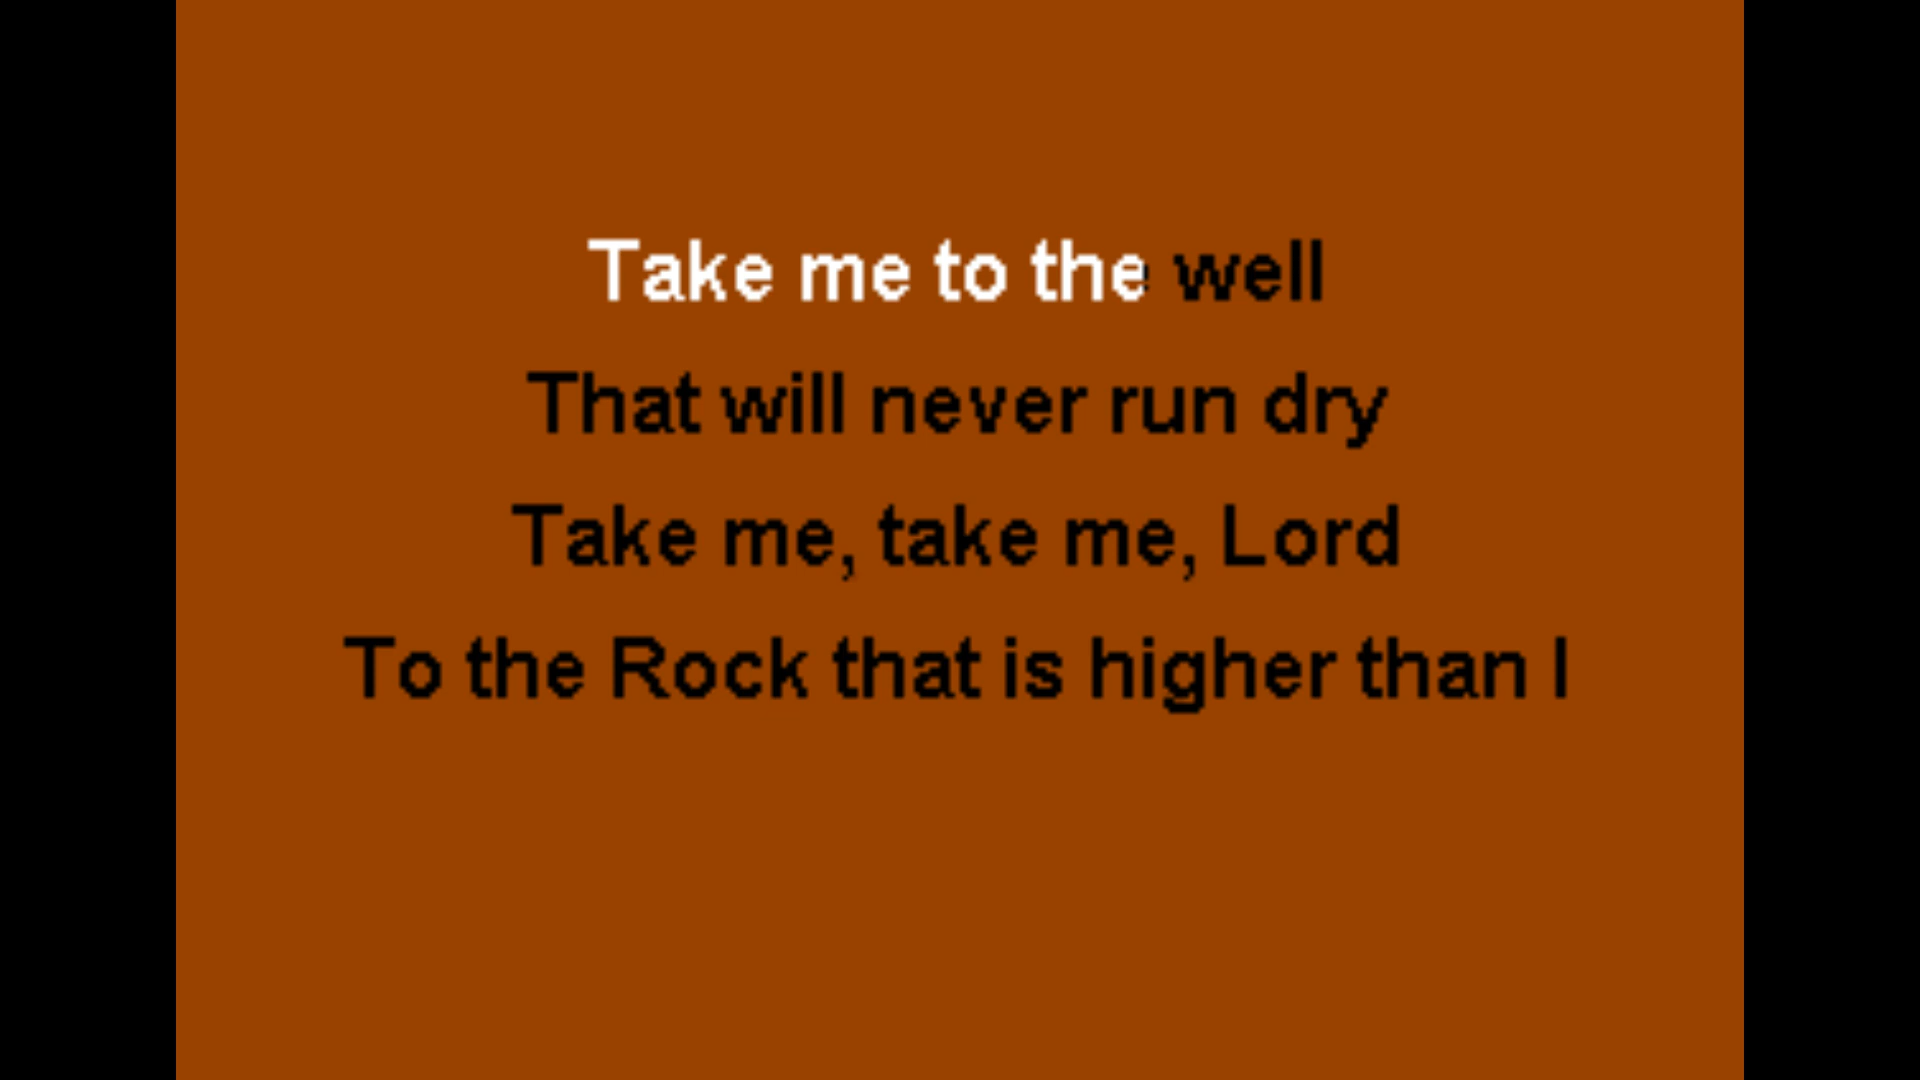 Take me to the well
That will never run dry
Take me, take me, Lord
To the Rock that is higher than I